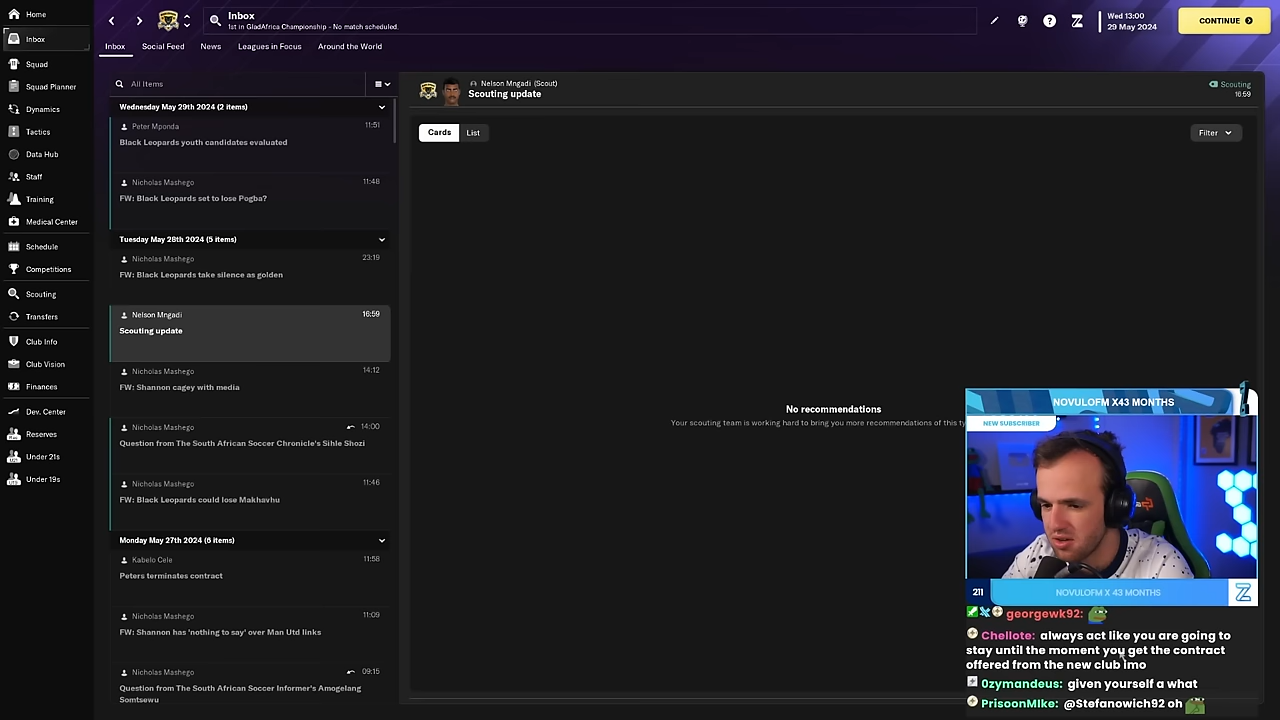 Home
Inbox
Squad
Squad Planner
Dynamics
Tactics
Data Hub
Staff
Training
Medical Center
Schedule
Competitions
Scouting
Transfers
Club Info
Club Vision
Finances
Dev. Center
Reserves
Under 21s
Under 19s
Inbox
1st in GladAfrica Championship - No match scheduled.
Wed 13:00
29 May 2024
CONTINUE
Inbox
Social Feed
News
Leagues in Focus
Around the World
All Items
Wednesday May 29th 2024 (2 items)
Peter Mponda 11:51
Black Leopards youth candidates evaluated
Nicholas Mashego 11:48
FW: Black Leopards set to lose Pogba?
Tuesday May 28th 2024 (5 items)
Nicholas Mashego 23:19
FW: Black Leopards take silence as golden
Nelson Mngadi 16:59
Scouting update
Nicholas Mashego 14:12
FW: Shannon cagey with media
Nicholas Mashego 14:00
Question from The South African Soccer Chronicle's Sihle Shozi
Nicholas Mashego 11:46
FW: Black Leopards could lose Makhavhu
Monday May 27th 2024 (6 items)
Kabelo Cele 11:58
Peters terminates contract
Nicholas Mashego 11:09
FW: Shannon has 'nothing to say' over Man Utd links
Nicholas Mashego 09:15
Question from The South African Soccer Informer's Amogelang
Somtsewu
Nelson Mngadi (Scout)
Scouting update
Scouting
16:59
Cards
List
Filter
No recommendations
Your scouting team is working hard to bring you more recommendations of this ty
NOVULOFM X43 MONTHS
NEW SUBSCRIBER
211
NOVULOFM X 43 MONTHS
Z
georgewk92:
Chellote: always act like you are going to
stay until the moment you get the contract
offered from the new club imo
0zymandeus: given yourself a what
PrisoonMIke: @Stefanowich92 oh